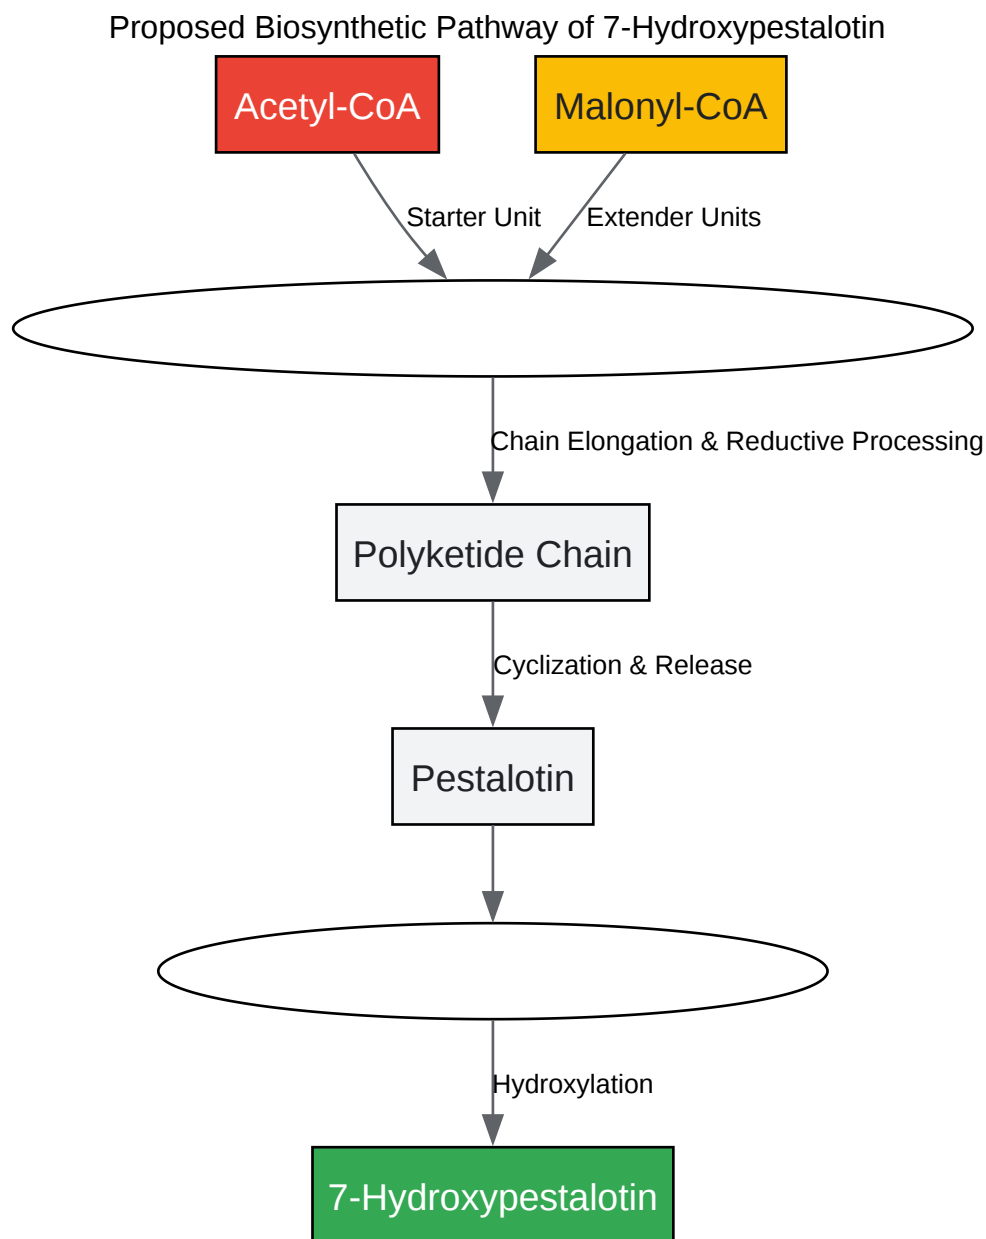 Proposed Biosynthetic Pathway of 7-Hydroxypestalotin
Acetyl-CoA
Malonyl-CoA
Starter Unit
Extender Units
Chain Elongation & Reductive Processing
Polyketide Chain
Cyclization & Release
Pestalotin
Hydroxylation
7-Hydroxypestalotin